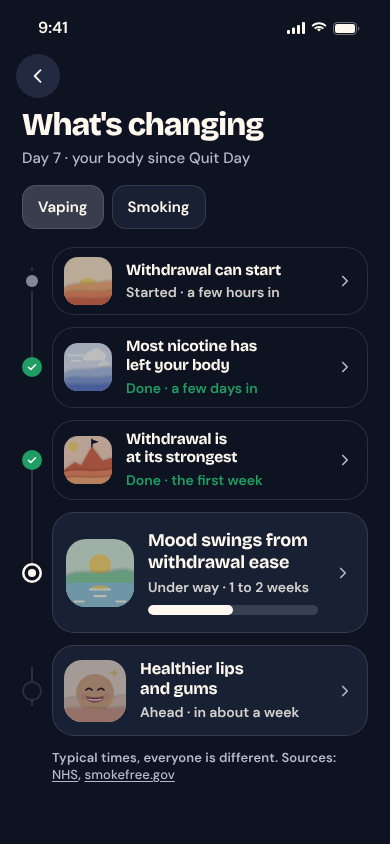 9:41
What's changing
Day 7 · your body since Quit Day
Vaping
Smoking
Withdrawal can start
Started · a few hours in
Most nicotine has
left your body
Done · a few days in
Withdrawal is
at its strongest
Done · the first week
Mood swings from
withdrawal ease
Under way · 1 to 2 weeks
Healthier lips
and gums
Ahead · in about a week
Typical times, everyone is different. Sources:
NHS, smokefree.gov